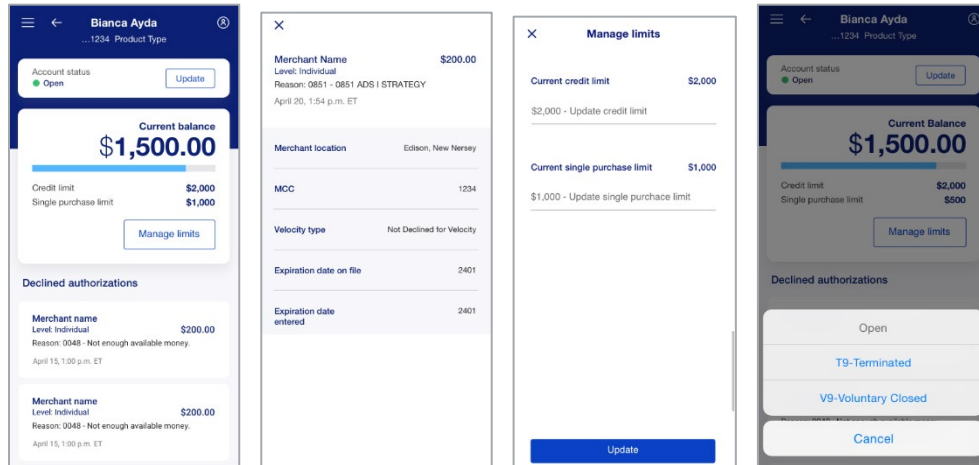 Bianca Ayda
...1234 Product Type
Account status
Open
Update
Current balance
$1,500.00
Credit limit $2,000
Single purchase limit $1,000
Manage limits
Declined authorizations
Merchant name
Level: Individual $200.00
Reason: 0048 - Not enough available money.
April 15, 1:00 p.m. ET
Merchant name
Level: Individual $200.00
Reason: 0048 - Not enough available money.
April 15, 1:00 p.m. ET
Merchant Name $200.00
Level: Individual
Reason: 0851 - 0851 ADS I STRATEGY
April 20, 1:54 p.m. ET
Merchant location Edison, New Nersey
MCC 1234
Velocity type Not Declined for Velocity
Expiration date on file 2401
Expiration date 2401
entered
Manage limits
Current credit limit $2,000
$2,000 - Update credit limit
Current single purchase limit $1,000
$1,000 - Update single purchace limit
Update
Bianca Ayda
...1234 Product Type
Account status
Open
Update
Current Balance
$1,500.00
Credit limit $2,000
Single purchase limit $500
Manage limits
Declined authorizations
Open
T9-Terminated
V9-Voluntary Closed
Cancel